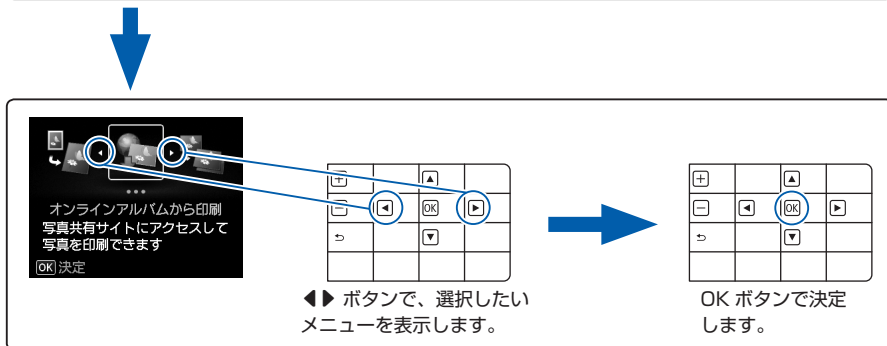 オンラインアルバムから印刷
写真共有サイトにアクセスして
写真を印刷できます
OK 決定
OK
OK
◀▶ ボタンで、選択したい
メニューを表示します。
OK ボタンで決定
します。